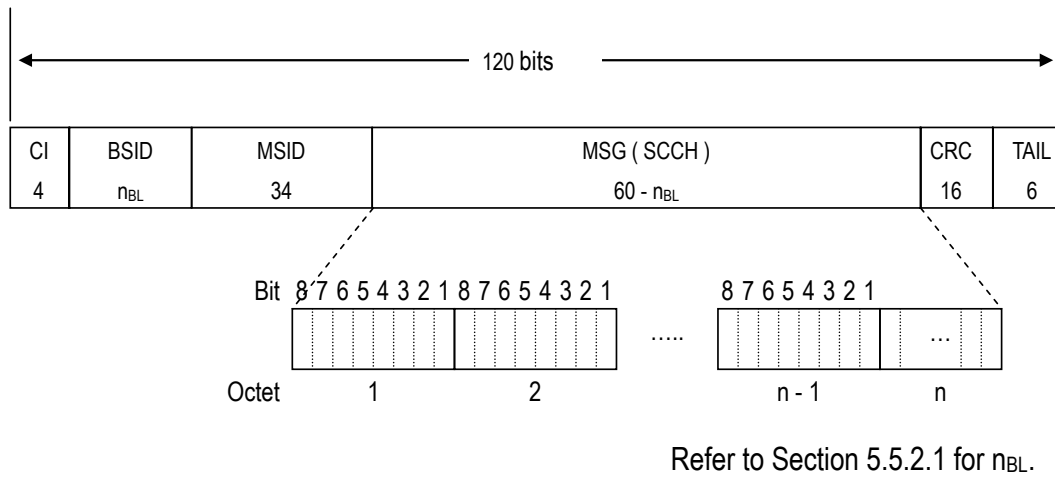 120 bits
CI BSID MSID MSG ( SCCH ) CRC TAIL
4 nBL 34 60 - nBL 16 6
Bit 8 7 6 5 4 3 2 1 8 7 6 5 4 3 2 1 8 7 6 5 4 3 2 1
..... ...
Octet 1 2 n - 1 n
Refer to Section 5.5.2.1 for nBL.